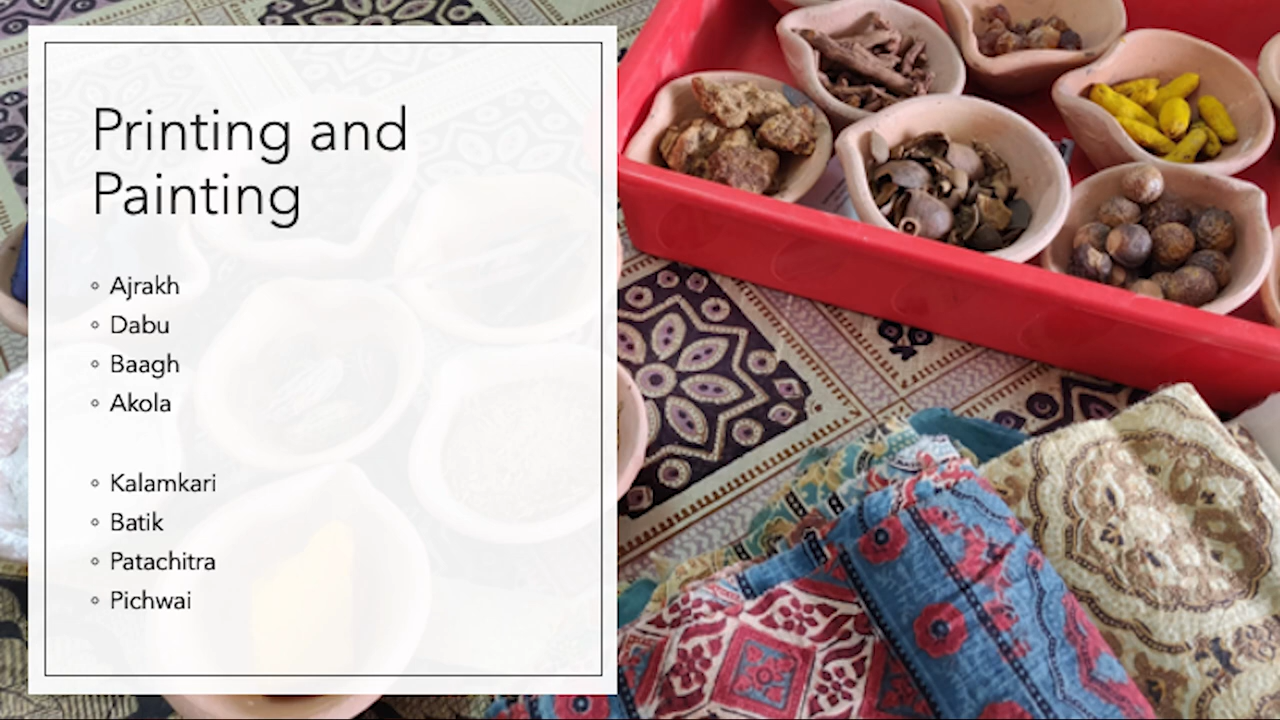 Printing and
Painting
Ajrakh
Dabu
Baagh
Akola
Kalamkari
Batik
Patachitra
Pichwai